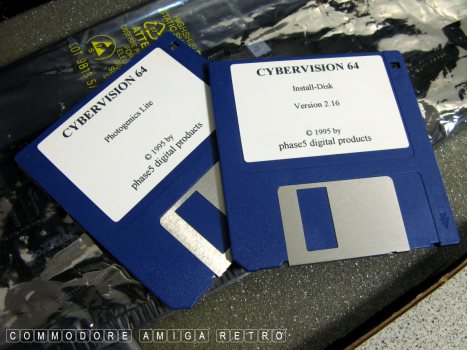 CYBERVISION 64
Photogenics Lite
© 1995 by
phase5 digital products
CYBERVISION 64
Install-Disk
Version 2.16
© 1995 by
phase5 digital products
ATTE
COMMODORE AMIGA RETRO